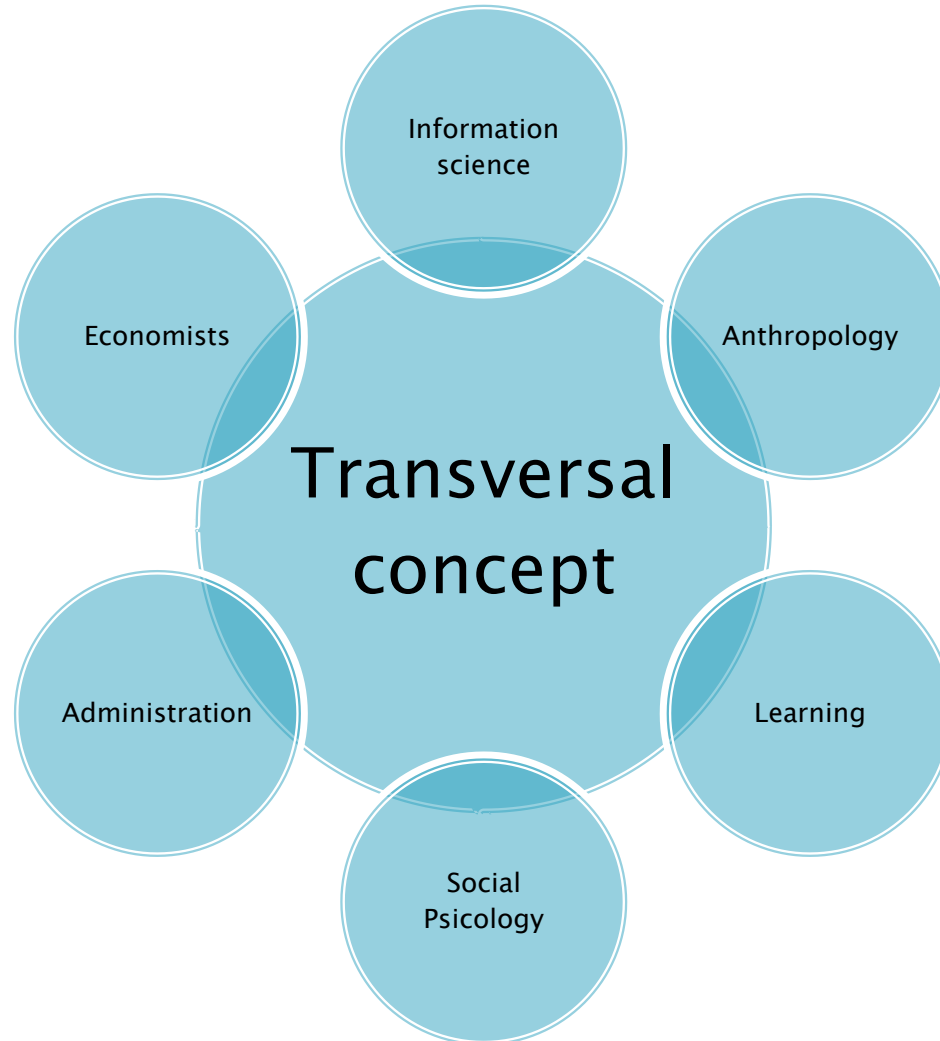 Information
science
Economists
Anthropology
Transversal
concept
Administration
Learning
Social
Psicology